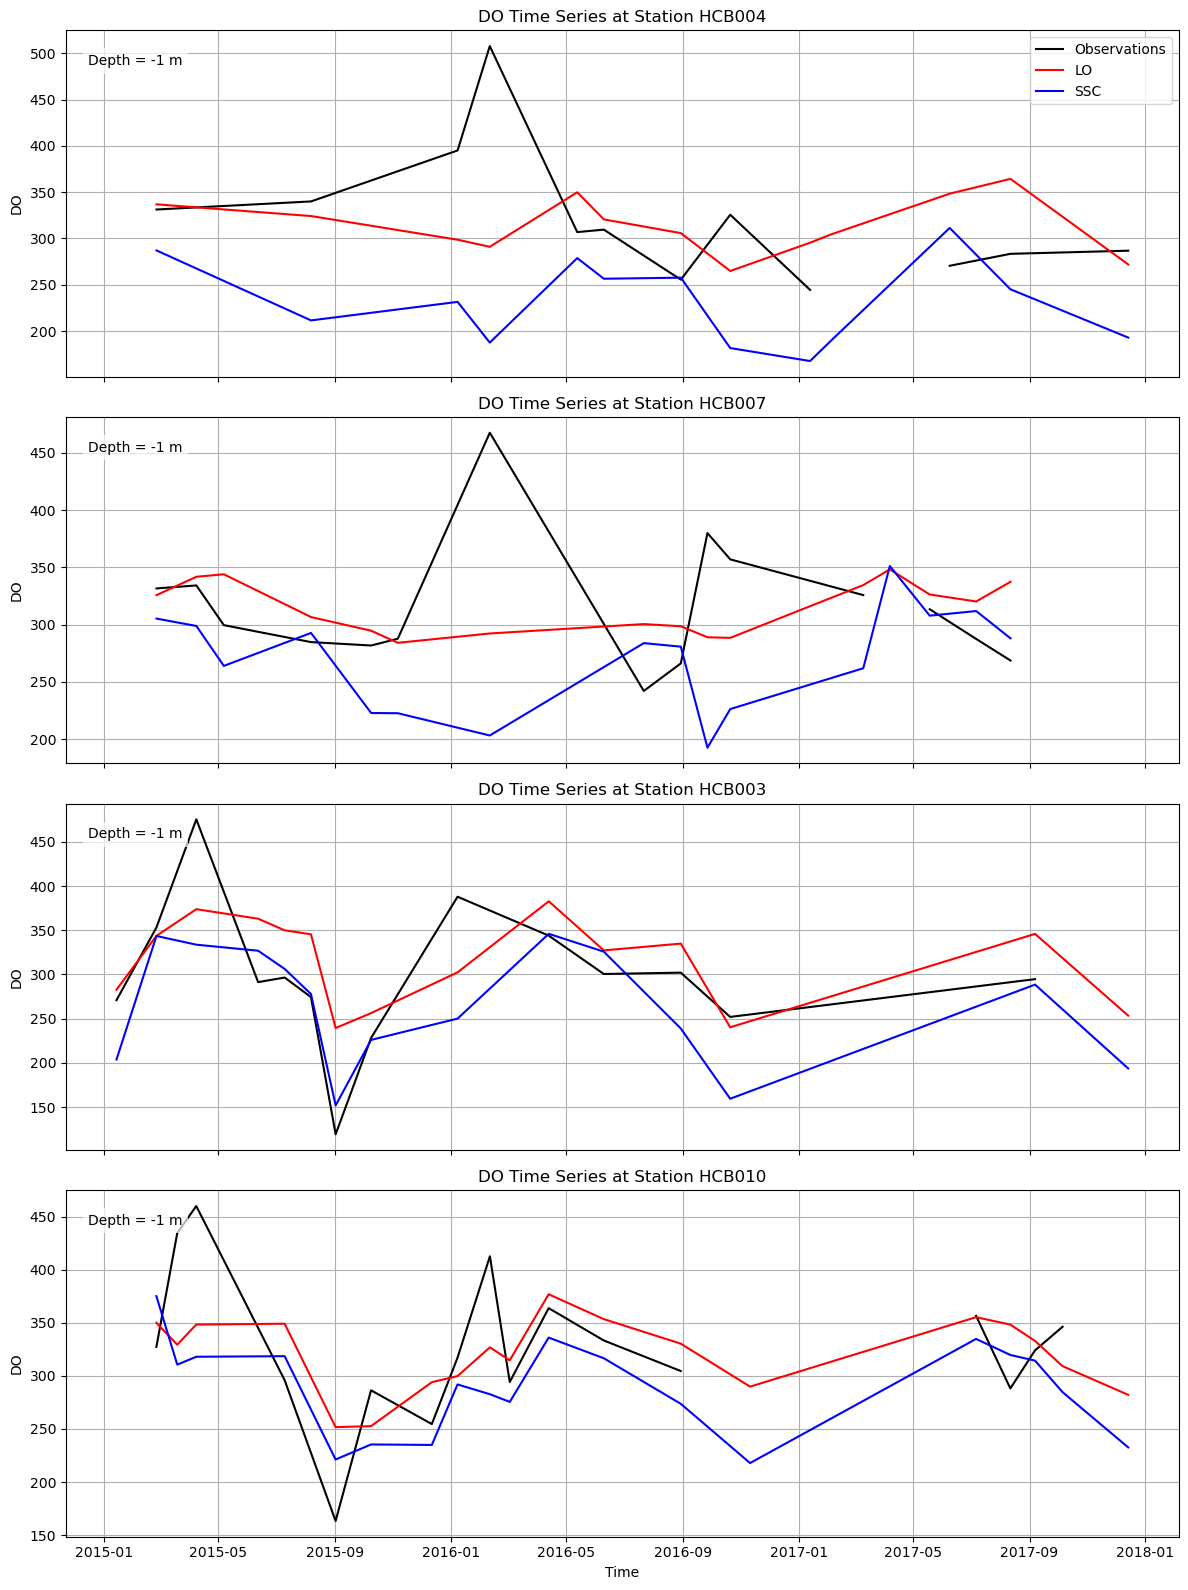 DO Time Series at Station HCB004
Depth = -1 m
Observations
LO
SSC
500
450
400
350
300
250
200
DO
DO Time Series at Station HCB007
Depth = -1 m
450
400
350
300
250
200
DO
DO Time Series at Station HCB003
Depth = -1 m
450
400
350
300
250
200
150
DO
DO Time Series at Station HCB010
Depth = -1 m
450
400
350
300
250
200
150
DO
2015-01 2015-05 2015-09 2016-01 2016-05 2016-09 2017-01 2017-05 2017-09 2018-01
Time